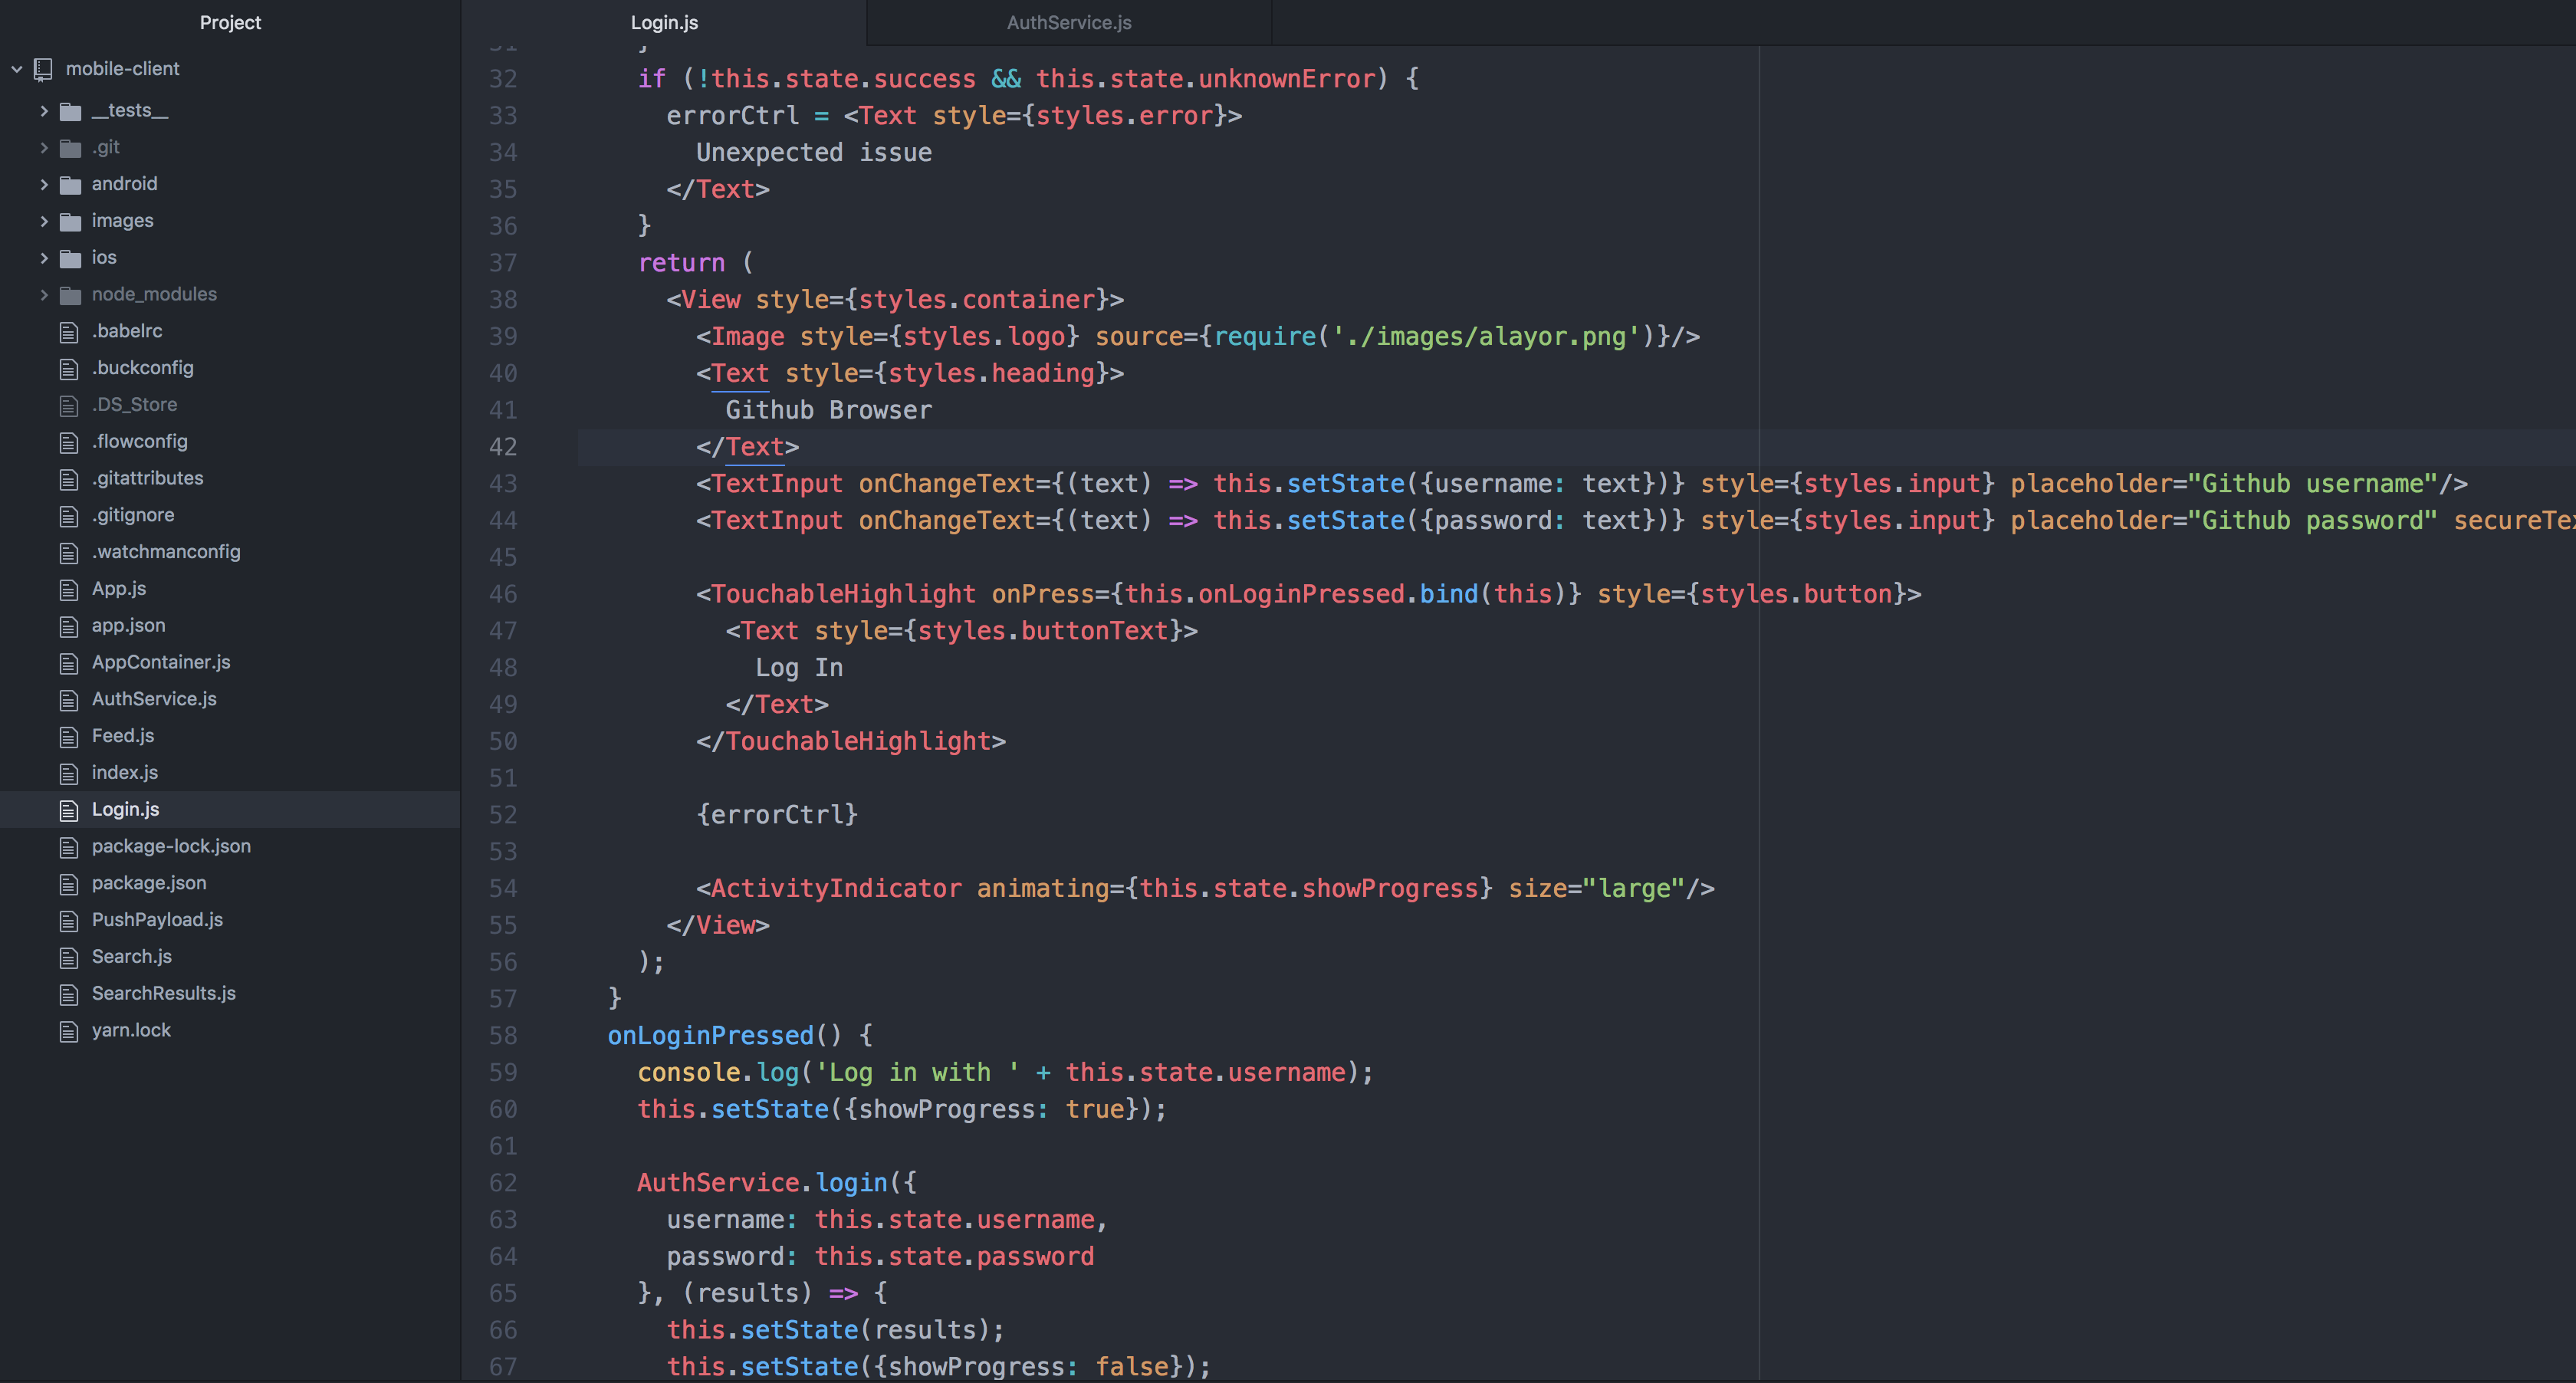 Project
mobile-client
__tests__
.git
android
images
ios
node_modules
.babelrc
.buckconfig
.DS_Store
.flowconfig
.gitattributes
.gitignore
.watchmanconfig
App.js
app.json
AppContainer.js
AuthService.js
Feed.js
index.js
Login.js
package-lock.json
package.json
PushPayload.js
Search.js
SearchResults.js
yarn.lock
Login.js
AuthService.js
31 }
32 if (!this.state.success && this.state.unknownError) {
33 errorCtrl = <Text style={styles.error}>
34 Unexpected issue
35 </Text>
36 }
37 return (
38 <View style={styles.container}>
39 <Image style={styles.logo} source={require('./images/alayor.png')}/>
40 <Text style={styles.heading}>
41 Github Browser
42 </Text>
43 <TextInput onChangeText={(text) => this.setState({username: text})} style={styles.input} placeholder="Github username"/>
44 <TextInput onChangeText={(text) => this.setState({password: text})} style={styles.input} placeholder="Github password" secureTex
45
46 <TouchableHighlight onPress={this.onLoginPressed.bind(this)} style={styles.button}>
47 <Text style={styles.buttonText}>
48 Log In
49 </Text>
50 </TouchableHighlight>
51
52 {errorCtrl}
53
54 <ActivityIndicator animating={this.state.showProgress} size="large"/>
55 </View>
56 );
57 }
58 onLoginPressed() {
59 console.log('Log in with ' + this.state.username);
60 this.setState({showProgress: true});
61
62 AuthService.login({
63 username: this.state.username,
64 password: this.state.password
65 }, (results) => {
66 this.setState(results);
67 this.setState({showProgress: false});